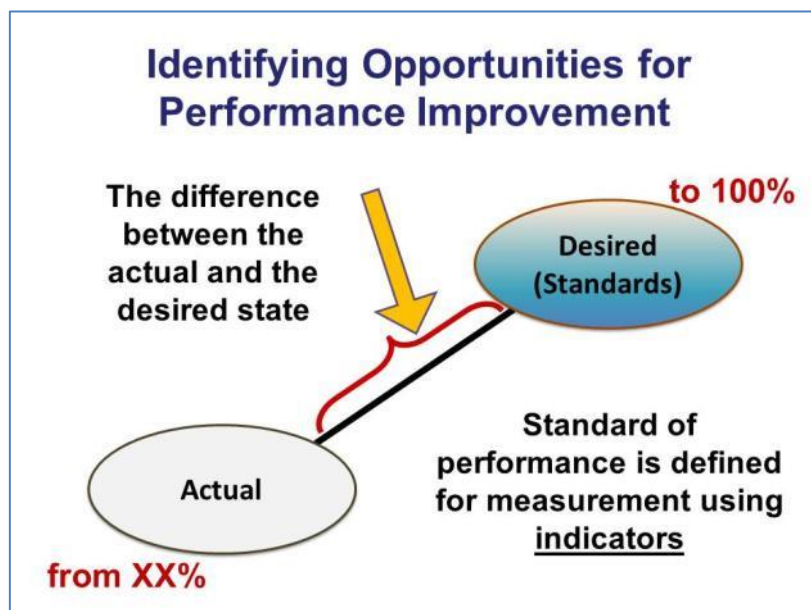 Identifying Opportunities for
Performance Improvement
The difference
between the
actual and the
desired state
to 100%
Desired
(Standards)
Actual
from XX%
Standard of
performance is defined
for measurement using
indicators